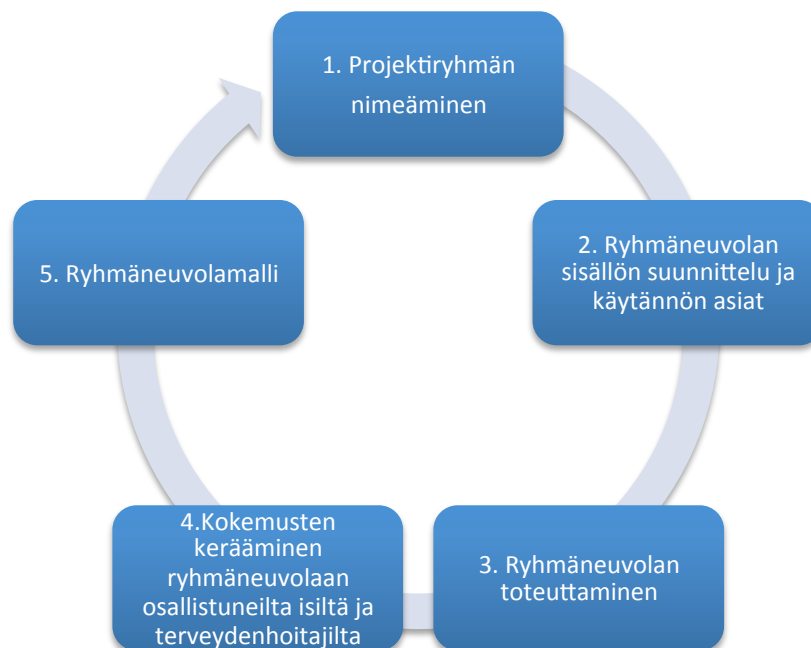 1. Projektiryhmän
nimeäminen
2. Ryhmäneuvolan
sisällön suunnittelu ja
käytännön asiat
3. Ryhmäneuvolan
toteuttaminen
4.Kokemusten
kerääminen
ryhmäneuvolaan
osallistuneilta isiltä ja
terveydenhoitajilta
5. Ryhmäneuvolamalli